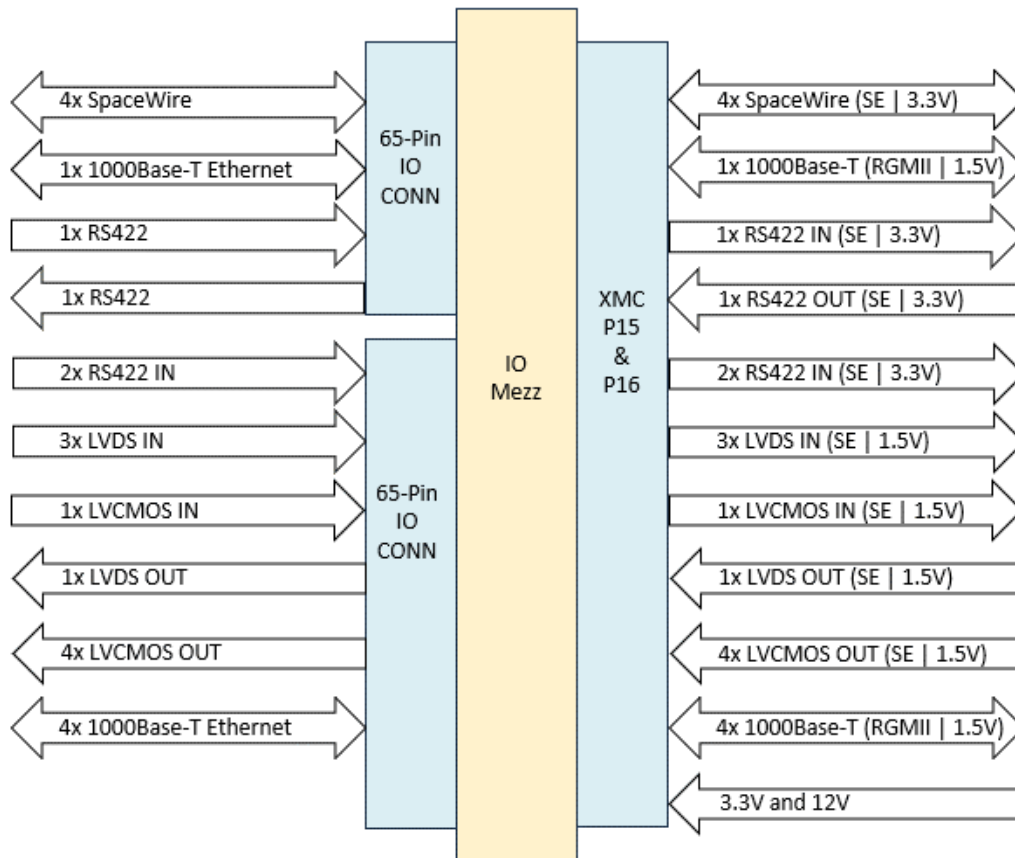 4x SpaceWire
1x 1000Base-T Ethernet
1x RS422
1x RS422
2x RS422 IN
3x LVDS IN
1x LVCMOS IN
1x LVDS OUT
4x LVCMOS OUT
4x 1000Base-T Ethernet
65-Pin
IO
CONN
65-Pin
IO
CONN
IO
Mezz
XMC
P15
&
P16
4x SpaceWire (SE | 3.3V)
1x 1000Base-T (RGMII | 1.5V)
1x RS422 IN (SE | 3.3V)
1x RS422 OUT (SE | 3.3V)
2x RS422 IN (SE | 3.3V)
3x LVDS IN (SE | 1.5V)
1x LVCMOS IN (SE | 1.5V)
1x LVDS OUT (SE | 1.5V)
4x LVCMOS OUT (SE | 1.5V)
4x 1000Base-T (RGMII | 1.5V)
3.3V and 12V